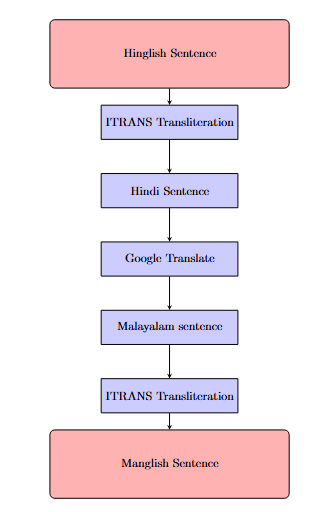 Hinglish Sentence
ITRANS Transliteration
Hindi Sentence
Google Translate
Malayalam sentence
ITRANS Transliteration
Manglish Sentence